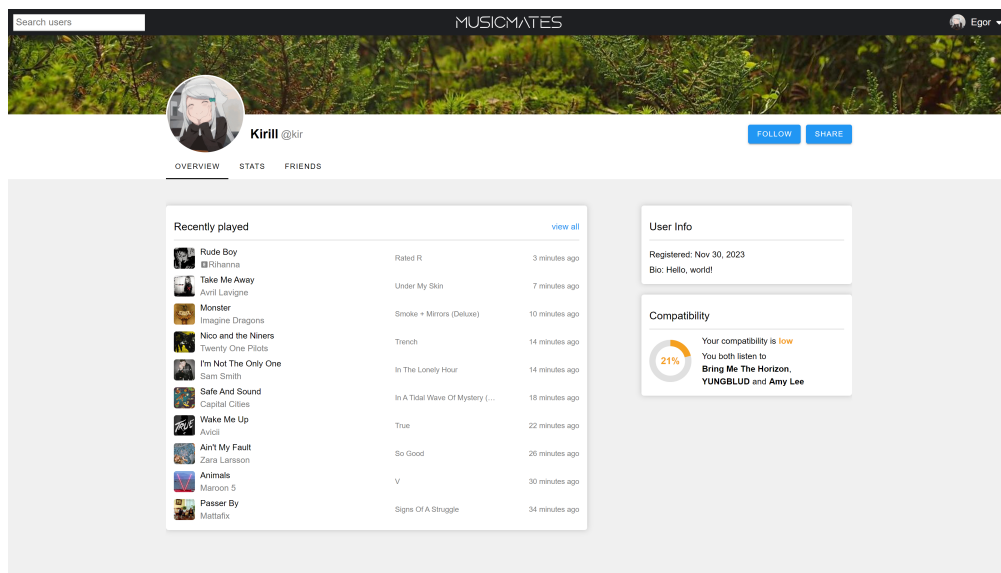 Search users
MUSICMATES
Egor
Kirill @kir
FOLLOW
SHARE
OVERVIEW STATS FRIENDS
Recently played
view all
Rude Boy
Rihanna
Rated R
3 minutes ago
Take Me Away
Avril Lavigne
Under My Skin
7 minutes ago
Monster
Imagine Dragons
Smoke + Mirrors (Deluxe)
10 minutes ago
Nico and the Niners
Twenty One Pilots
Trench
14 minutes ago
I'm Not The Only One
Sam Smith
In The Lonely Hour
14 minutes ago
Safe And Sound
Capital Cities
In A Tidal Wave Of Mystery (...
18 minutes ago
Wake Me Up
Avicii
True
22 minutes ago
Ain't My Fault
Zara Larsson
So Good
26 minutes ago
Animals
Maroon 5
V
30 minutes ago
Passer By
Mattafix
Signs Of A Struggle
34 minutes ago
User Info
Registered: Nov 30, 2023
Bio: Hello, world!
Compatibility
21%
Your compatibility is low
You both listen to
Bring Me The Horizon,
YUNGBLUD and Amy Lee
TRUE